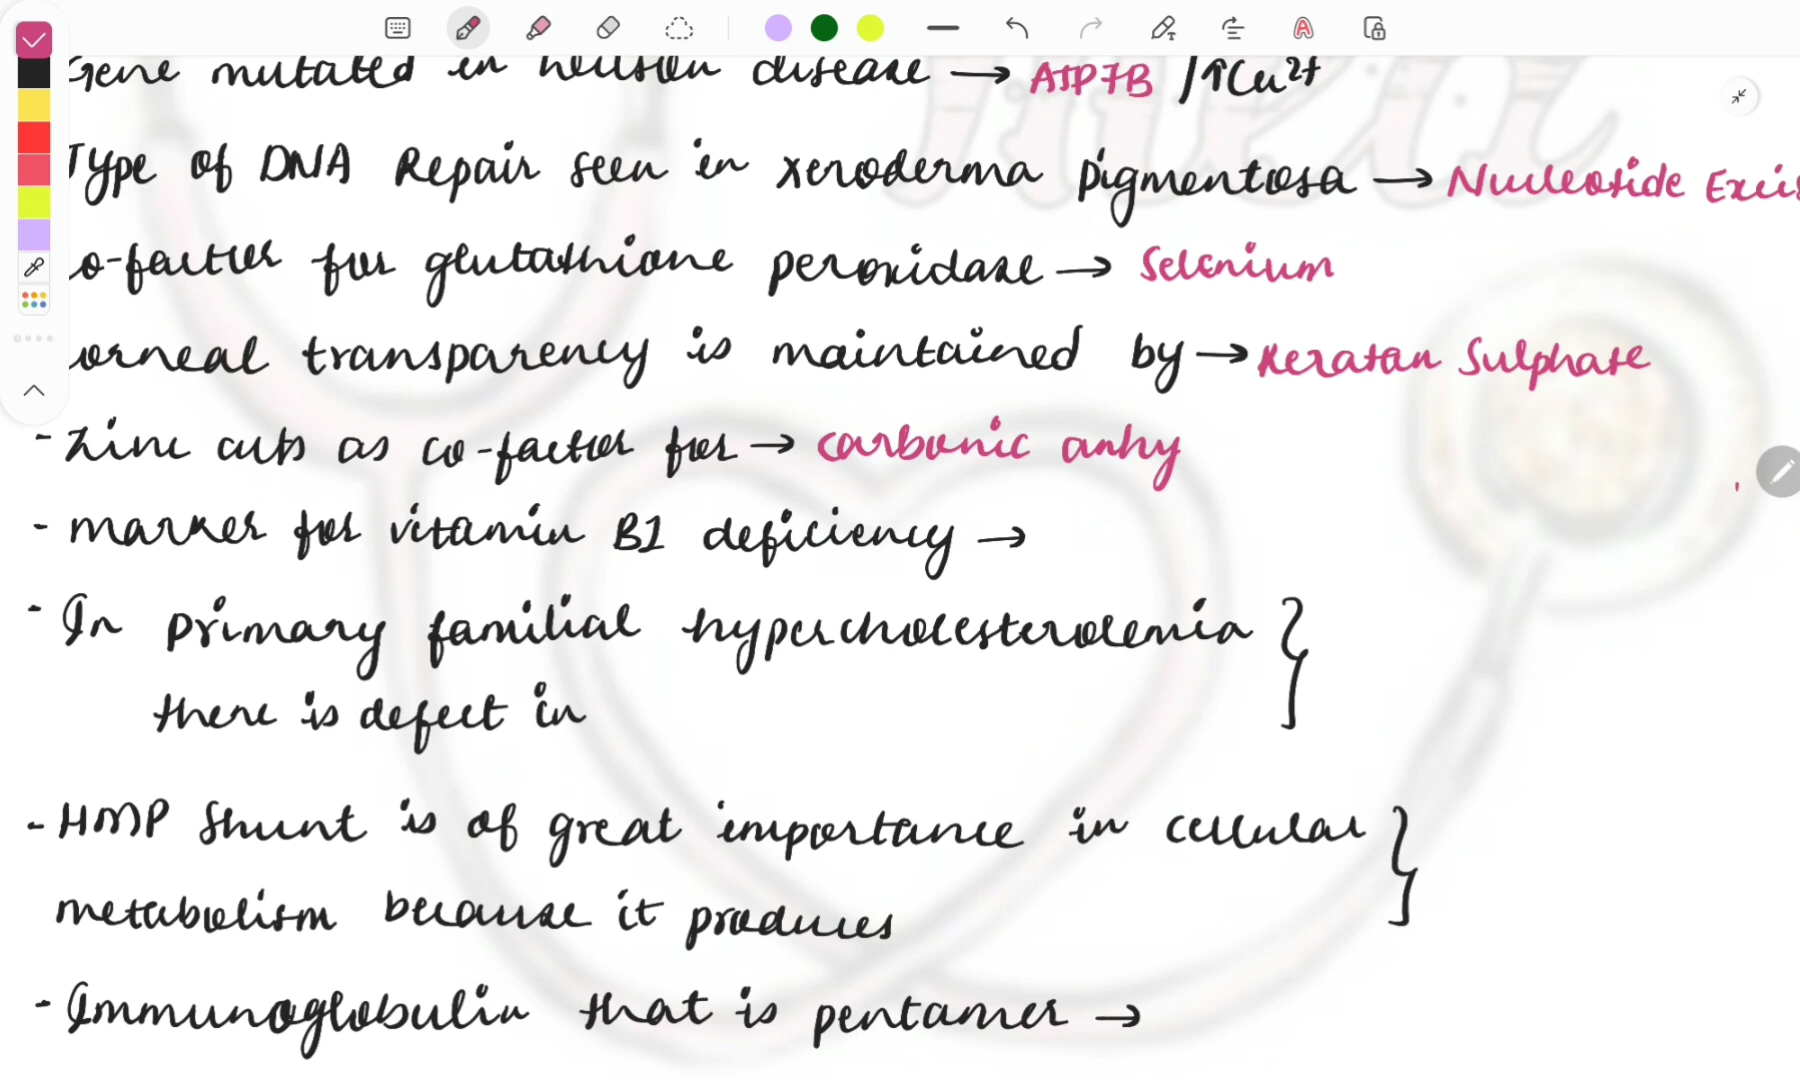 Gene mutated in Wilson disease → ATP7B /↑Cu²⁺
Type of DNA Repair seen in xeroderma pigmentosa → Nucleotide Excis
o-factor for glutathione peroxidase → Selenium
orneal transparency is maintained by → Keratan Sulphate
- Zinc acts as co-factor for → carbonic anhy
- marker for vitamin B1 deficiency →
- In primary familial hypercholesterolemia }
there is defect in
- HMP Shunt is of great importance in cellular }
metabolism because it produces
- Immunoglobulin that is pentamer →